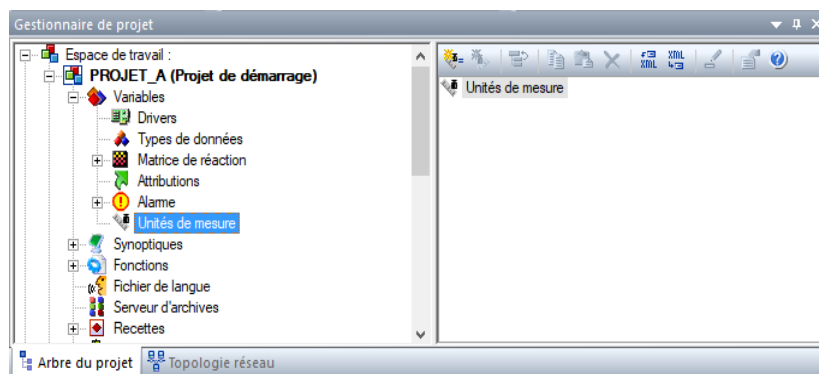 Gestionnaire de projet
Espace de travail :
PROJET_A (Projet de démarrage)
Variables
Drivers
Types de données
Matrice de réaction
Attributions
Alarme
Unités de mesure
Synoptiques
Fonctions
Fichier de langue
Serveur d'archives
Recettes
Arbre du projet
Topologie réseau
XML
XML
Unités de mesure